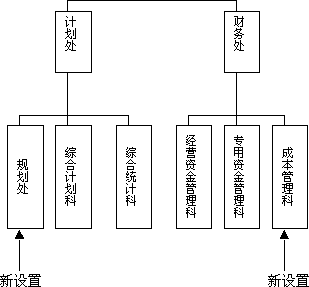 计划处
财务处
规划处
综合计划科
综合统计科
经营资金管理科
专用资金管理科
成本管理科
新设置
新设置